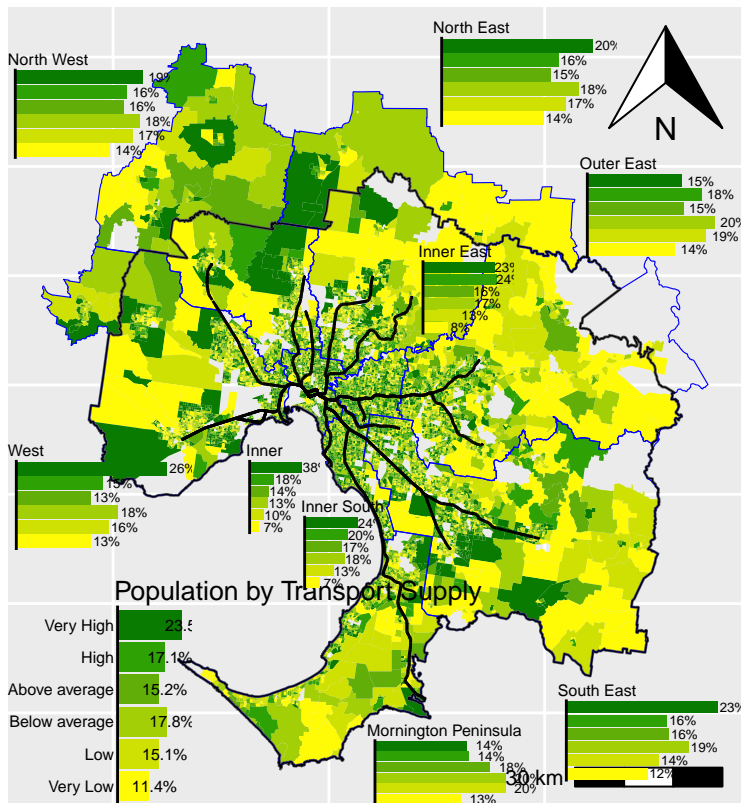 North East
20%
16%
15%
18%
17%
14%
North West
19%
16%
16%
18%
17%
14%
N
Outer East
15%
18%
15%
20%
19%
14%
Inner East
23%
24%
16%
17%
13%
8%
West
26%
15%
13%
18%
16%
13%
Inner
38%
18%
14%
13%
10%
7%
Inner South
24%
20%
17%
18%
13%
7%
Population by Transport Supply
Very High 23.5
High 17.1%
Above average 15.2%
Below average 17.8%
Low 15.1%
Very Low 11.4%
South East
23%
16%
16%
19%
14%
12%
Mornington Peninsula
14%
14%
18%
20%
13%
30 km